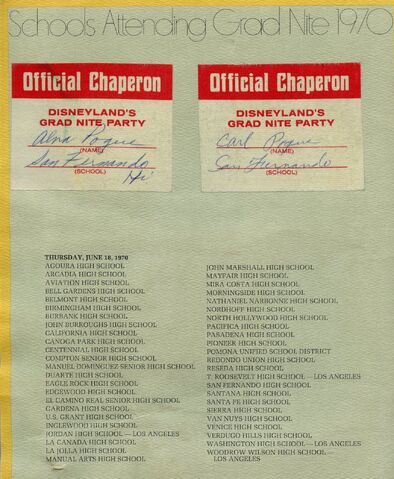 Schools Attending Grad Nite 1970
Official Chaperon
DISNEYLAND'S
GRAD NITE PARTY
Alma Pogue
(NAME)
San Fernando
(SCHOOL)
Hi
Official Chaperon
DISNEYLAND'S
GRAD NITE PARTY
Carl Pogue
(NAME)
San Fernando
(SCHOOL)
THURSDAY, JUNE 18, 1970
AGOURA HIGH SCHOOL
ARCADIA HIGH SCHOOL
AVIATION HIGH SCHOOL
BELL GARDENS HIGH SCHOOL
BELMONT HIGH SCHOOL
BIRMINGHAM HIGH SCHOOL
BURBANK HIGH SCHOOL
JOHN BURROUGHS HIGH SCHOOL
CALIFORNIA HIGH SCHOOL
CANOGA PARK HIGH SCHOOL
CENTENNIAL HIGH SCHOOL
COMPTON SENIOR HIGH SCHOOL
MANUEL DOMINGUEZ SENIOR HIGH SCHOOL
DUARTE HIGH SCHOOL
EAGLE ROCK HIGH SCHOOL
EDGEWOOD HIGH SCHOOL
EL CAMINO REAL SENIOR HIGH SCHOOL
GARDENA HIGH SCHOOL
U.S. GRANT HIGH SCHOOL
INGLEWOOD HIGH SCHOOL
JORDAN HIGH SCHOOL — LOS ANGELES
LA CANADA HIGH SCHOOL
LA JOLLA HIGH SCHOOL
MANUAL ARTS HIGH SCHOOL
JOHN MARSHALL HIGH SCHOOL
MAYFAIR HIGH SCHOOL
MIRA COSTA HIGH SCHOOL
MORNINGSIDE HIGH SCHOOL
NATHANIEL NARBONNE HIGH SCHOOL
NORDHOFF HIGH SCHOOL
NORTH HOLLYWOOD HIGH SCHOOL
PACIFICA HIGH SCHOOL
PASADENA HIGH SCHOOL
PIONEER HIGH SCHOOL
POMONA UNIFIED SCHOOL DISTRICT
REDONDO UNION HIGH SCHOOL
RESEDA HIGH SCHOOL
T. ROOSEVELT HIGH SCHOOL — LOS ANGELES
SAN FERNANDO HIGH SCHOOL
SANTANA HIGH SCHOOL
SANTA FE HIGH SCHOOL
SIERRA HIGH SCHOOL
VAN NUYS HIGH SCHOOL
VENICE HIGH SCHOOL
VERDUGO HILLS HIGH SCHOOL
WASHINGTON HIGH SCHOOL — LOS ANGELES
WOODROW WILSON HIGH SCHOOL —
LOS ANGELES